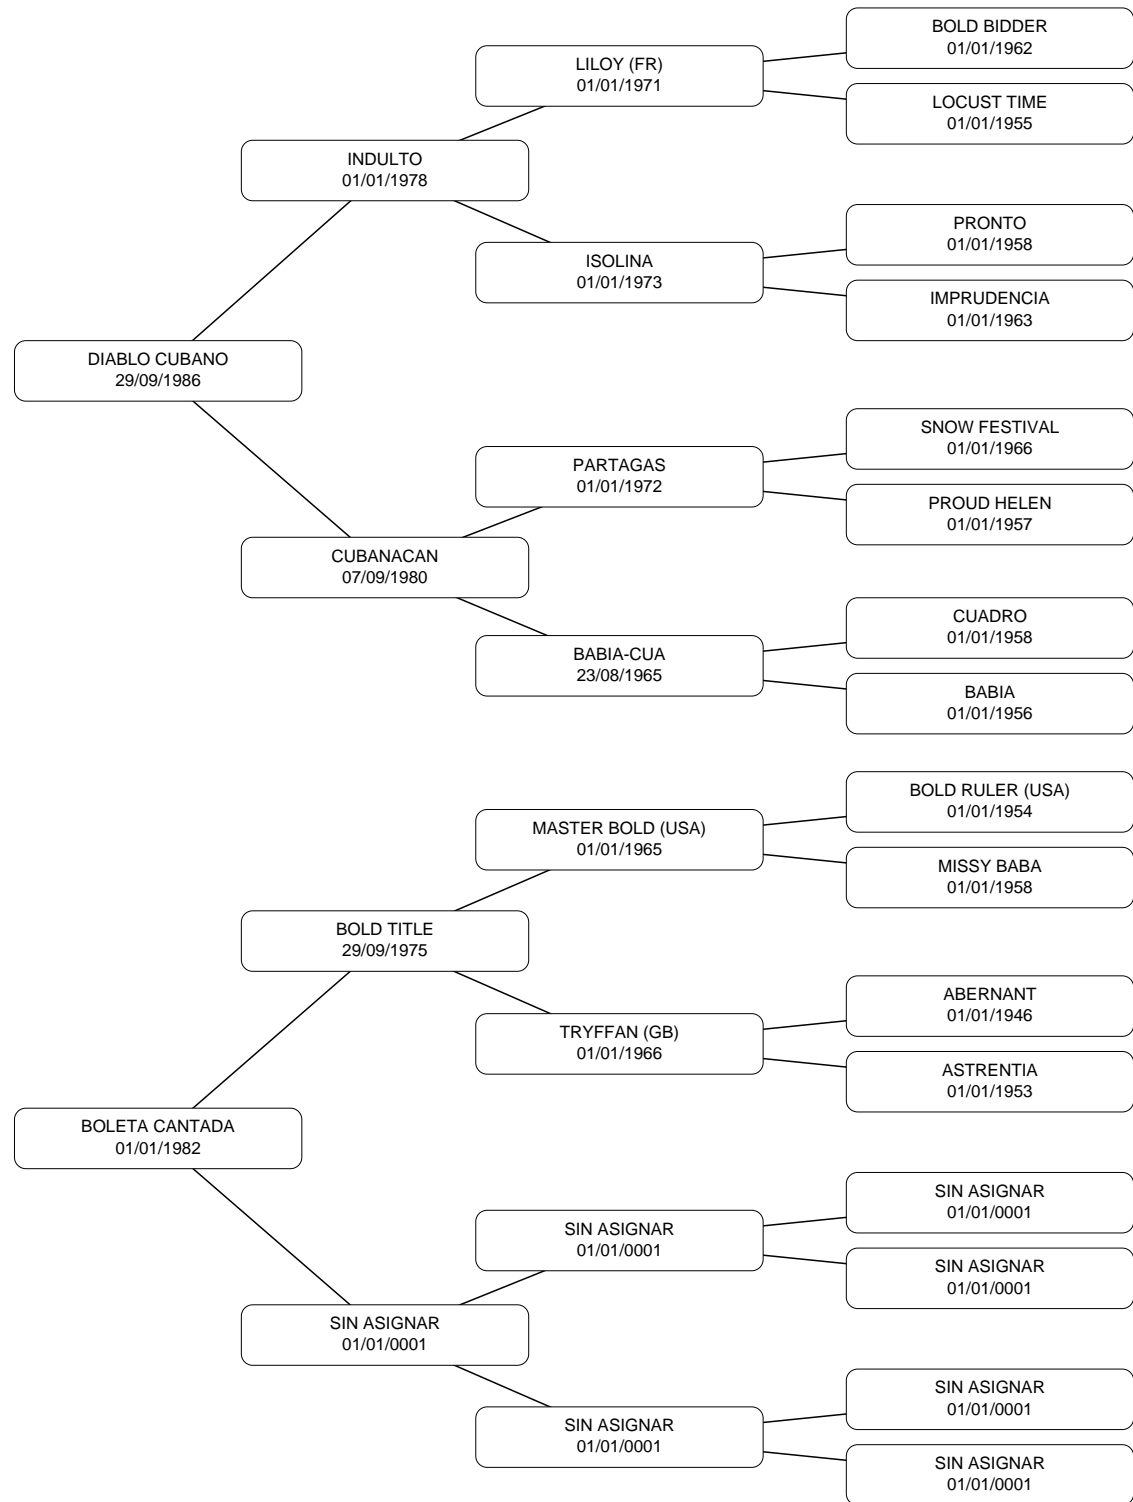 BOLD BIDDER
01/01/1962
LILOY (FR)
01/01/1971
LOCUST TIME
01/01/1955
INDULTO
01/01/1978
PRONTO
01/01/1958
ISOLINA
01/01/1973
IMPRUDENCIA
01/01/1963
DIABLO CUBANO
29/09/1986
SNOW FESTIVAL
01/01/1966
PARTAGAS
01/01/1972
PROUD HELEN
01/01/1957
CUBANACAN
07/09/1980
CUADRO
01/01/1958
BABIA-CUA
23/08/1965
BABIA
01/01/1956
BOLD RULER (USA)
01/01/1954
MASTER BOLD (USA)
01/01/1965
MISSY BABA
01/01/1958
BOLD TITLE
29/09/1975
ABERNANT
01/01/1946
TRYFFAN (GB)
01/01/1966
ASTRENTIA
01/01/1953
BOLETA CANTADA
01/01/1982
SIN ASIGNAR
01/01/0001
SIN ASIGNAR
01/01/0001
SIN ASIGNAR
01/01/0001
SIN ASIGNAR
01/01/0001
SIN ASIGNAR
01/01/0001
SIN ASIGNAR
01/01/0001
SIN ASIGNAR
01/01/0001